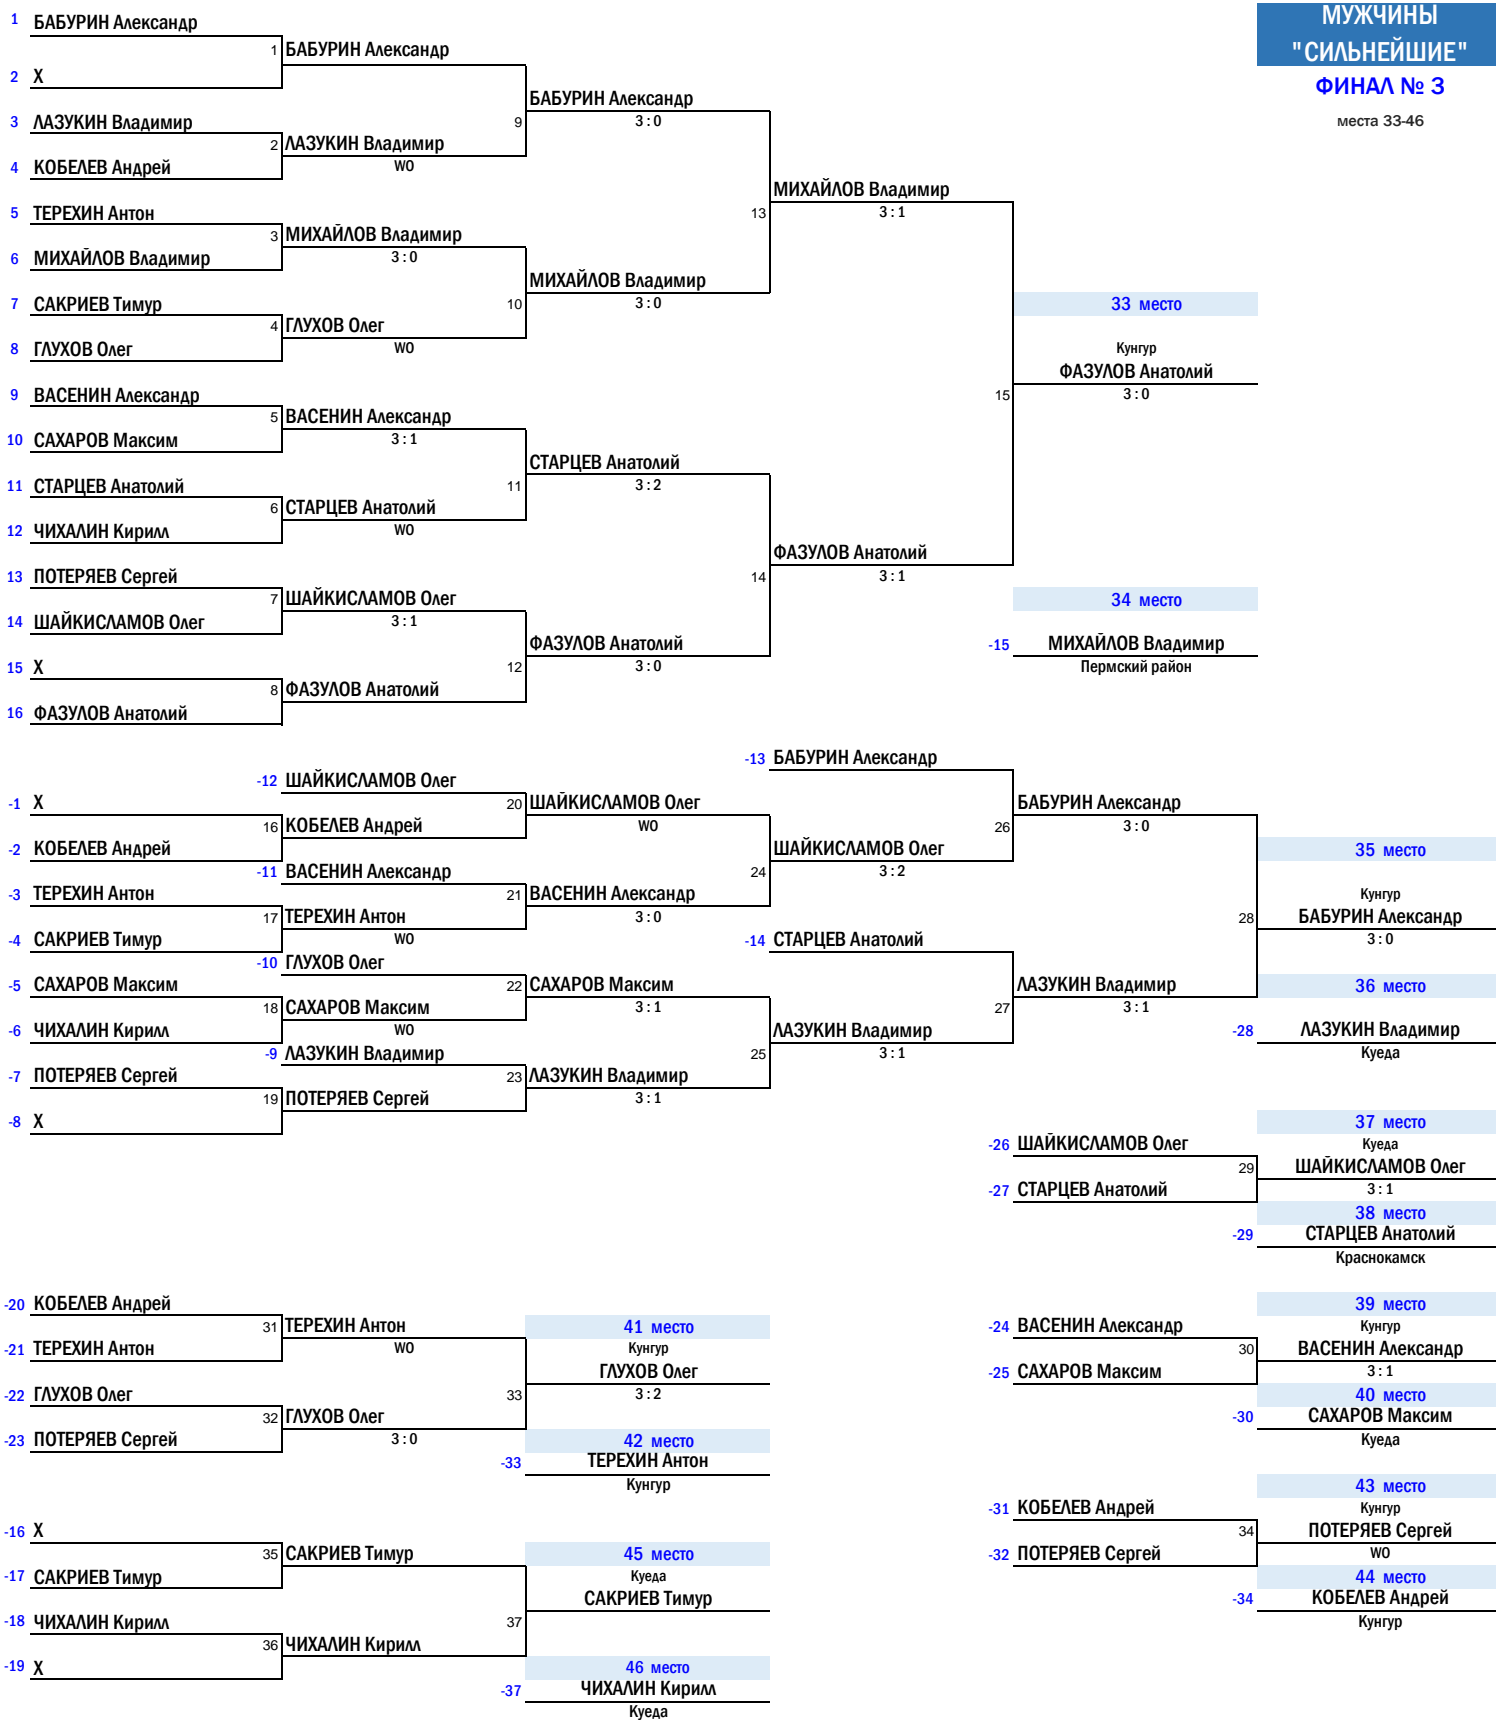 МУЖЧИНЫ
"СИЛЬНЕЙШИЕ"
ФИНАЛ № 3
места 33-46
1 БАБУРИН Александр
1 БАБУРИН Александр
2 X
БАБУРИН Александр
3:0
3 ЛАЗУКИН Владимир
9
2 ЛАЗУКИН Владимир
WO
4 КОБЕЛЕВ Андрей
МИХАЙЛОВ Владимир
3:1
13
5 ТЕРЕХИН Антон
3 МИХАЙЛОВ Владимир
3:0
6 МИХАЙЛОВ Владимир
МИХАЙЛОВ Владимир
3:0
7 САКРИЕВ Тимур
10
33 место
4 ГЛУХОВ Олег
WO
8 ГЛУХОВ Олег
Кунгур
ФАЗУЛОВ Анатолий
3:0
15
9 ВАСЕНИН Александр
5 ВАСЕНИН Александр
3:1
10 САХАРОВ Максим
СТАРЦЕВ Анатолий
3:2
11 СТАРЦЕВ Анатолий
11
6 СТАРЦЕВ Анатолий
WO
12 ЧИХАЛИН Кирилл
ФАЗУЛОВ Анатолий
3:1
14
13 ПОТЕРЯЕВ Сергей
7 ШАЙКИСЛАМОВ Олег
3:1
34 место
14 ШАЙКИСЛАМОВ Олег
ФАЗУЛОВ Анатолий
3:0
-15 МИХАЙЛОВ Владимир
Пермский район
15 X
12
8 ФАЗУЛОВ Анатолий
16 ФАЗУЛОВ Анатолий
-13 БАБУРИН Александр
-12 ШАЙКИСЛАМОВ Олег
-1 X
20 ШАЙКИСЛАМОВ Олег
WO
БАБУРИН Александр
3:0
16 КОБЕЛЕВ Андрей
26
-2 КОБЕЛЕВ Андрей
ШАЙКИСЛАМОВ Олег
3:2
35 место
-11 ВАСЕНИН Александр
24
-3 ТЕРЕХИН Антон
21 ВАСЕНИН Александр
3:0
Кунгур
БАБУРИН Александр
3:0
17 ТЕРЕХИН Антон
WO
28
-4 САКРИЕВ Тимур
-14 СТАРЦЕВ Анатолий
-10 ГЛУХОВ Олег
-5 САХАРОВ Максим
22 САХАРОВ Максим
3:1
ЛАЗУКИН Владимир
3:1
36 место
18 САХАРОВ Максим
WO
27
-6 ЧИХАЛИН Кирилл
ЛАЗУКИН Владимир
3:1
-28 ЛАЗУКИН Владимир
Куеда
-9 ЛАЗУКИН Владимир
25
-7 ПОТЕРЯЕВ Сергей
23 ЛАЗУКИН Владимир
3:1
19 ПОТЕРЯЕВ Сергей
-8 X
37 место
Куеда
-26 ШАЙКИСЛАМОВ Олег
29 ШАЙКИСЛАМОВ Олег
3:1
-27 СТАРЦЕВ Анатолий
38 место
-29 СТАРЦЕВ Анатолий
Краснокамск
-20 КОБЕЛЕВ Андрей
31 ТЕРЕХИН Антон
WO
-21 ТЕРЕХИН Антон
41 место
Кунгур
ГЛУХОВ Олег
3:2
33
-22 ГЛУХОВ Олег
32 ГЛУХОВ Олег
3:0
-23 ПОТЕРЯЕВ Сергей
42 место
-33 ТЕРЕХИН Антон
Кунгур
39 место
Кунгур
-24 ВАСЕНИН Александр
30 ВАСЕНИН Александр
3:1
-25 САХАРОВ Максим
40 место
-30 САХАРОВ Максим
Куеда
43 место
Кунгур
-31 КОБЕЛЕВ Андрей
34 ПОТЕРЯЕВ Сергей
WO
-32 ПОТЕРЯЕВ Сергей
44 место
-34 КОБЕЛЕВ Андрей
Кунгур
-16 X
35 САКРИЕВ Тимур
-17 САКРИЕВ Тимур
45 место
Куеда
САКРИЕВ Тимур
37
-18 ЧИХАЛИН Кирилл
36 ЧИХАЛИН Кирилл
-19 X
46 место
-37 ЧИХАЛИН Кирилл
Куеда